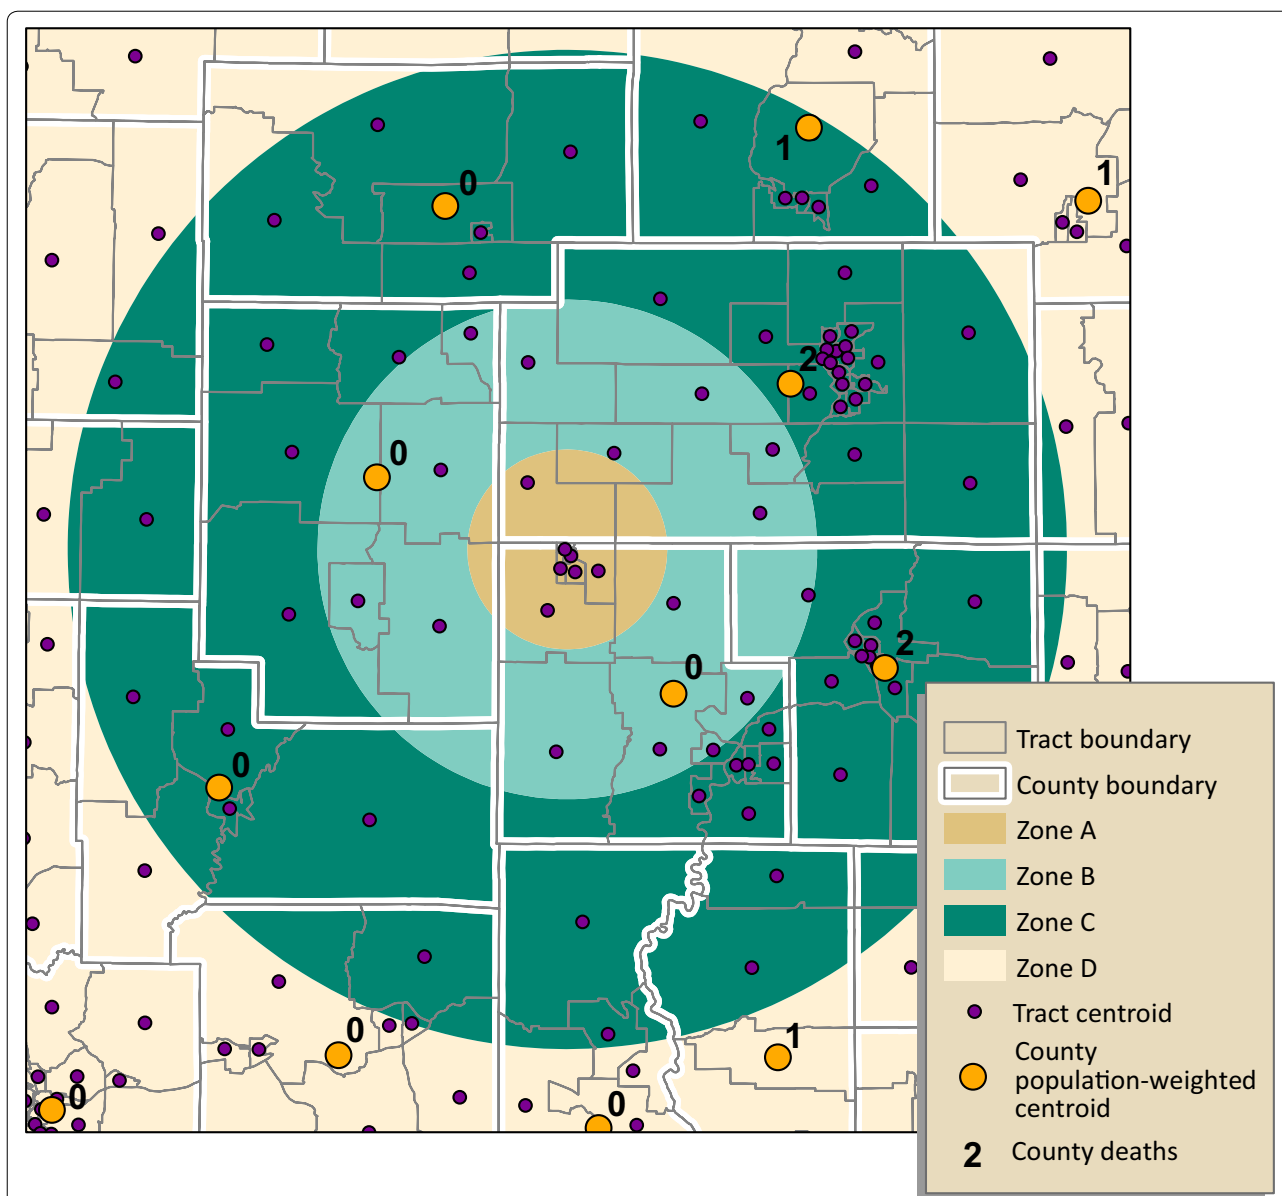 1
1
0
2
0
2
0
0
0
1
0
0
Tract boundary
County boundary
Zone A
Zone B
Zone C
Zone D
Tract centroid
County
population-weighted
centroid
2 County deaths